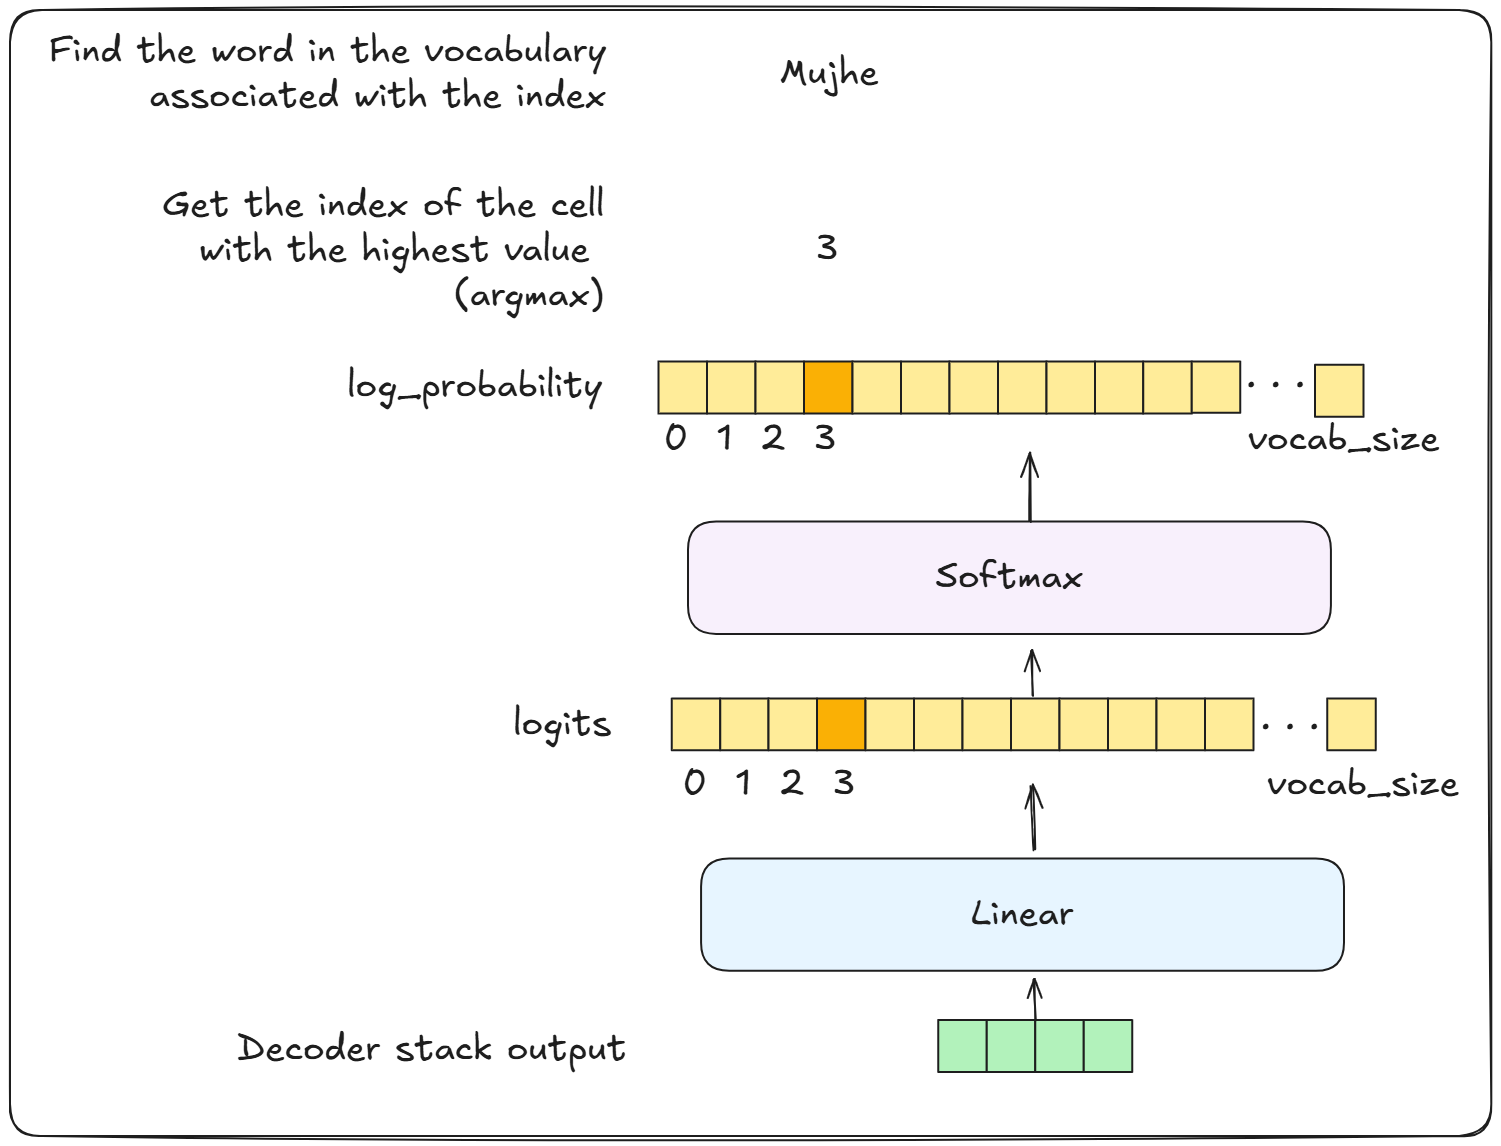 Find the word in the vocabulary
associated with the index
Mujhe
Get the index of the cell
with the highest value
(argmax)
3
log_probability
0 1 2 3
. . .
vocab_size
Softmax
logits
. . .
0 1 2 3
vocab_size
Linear
Decoder stack output